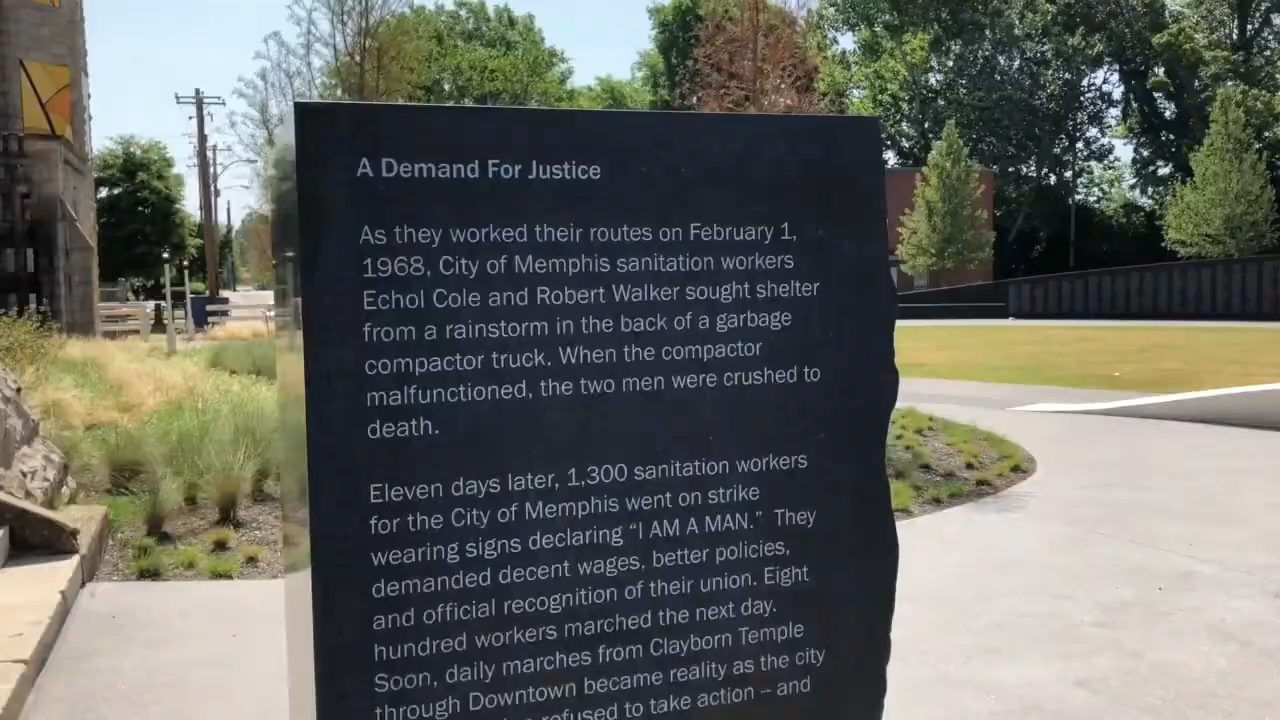 A Demand For Justice
As they worked their routes on February 1,
1968, City of Memphis sanitation workers
Echol Cole and Robert Walker sought shelter
from a rainstorm in the back of a garbage
compactor truck. When the compactor
malfunctioned, the two men were crushed to
death.
Eleven days later, 1,300 sanitation workers
for the City of Memphis went on strike
wearing signs declaring “I AM A MAN.” They
demanded decent wages, better policies,
and official recognition of their union. Eight
hundred workers marched the next day.
Soon, daily marches from Clayborn Temple
through Downtown became reality as the city
refused to take action – and